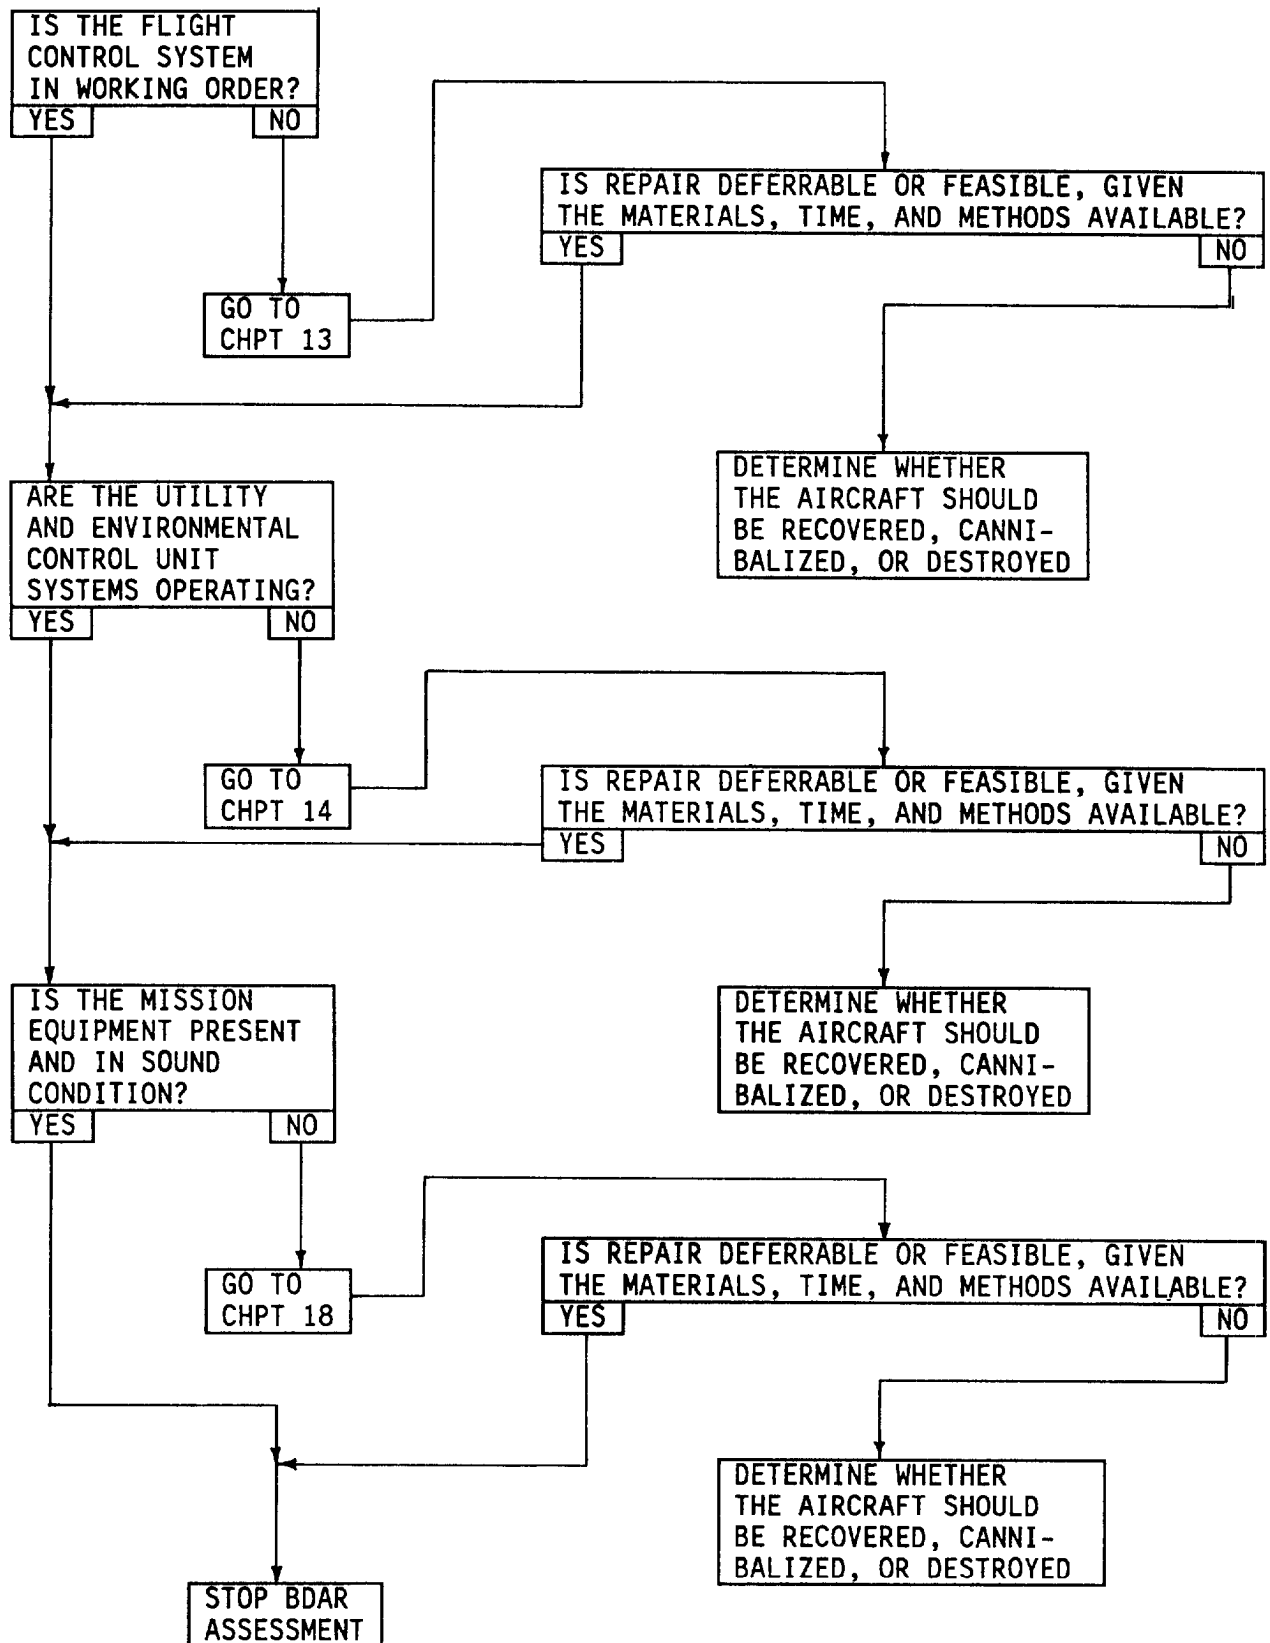 IS THE FLIGHT
CONTROL SYSTEM
IN WORKING ORDER?
YES
NO
IS REPAIR DEFERRABLE OR FEASIBLE, GIVEN
THE MATERIALS, TIME, AND METHODS AVAILABLE?
YES
NO
GO TO
CHPT 13
DETERMINE WHETHER
THE AIRCRAFT SHOULD
BE RECOVERED, CANNI-
BALIZED, OR DESTROYED
ARE THE UTILITY
AND ENVIRONMENTAL
CONTROL UNIT
SYSTEMS OPERATING?
YES
NO
GO TO
CHPT 14
IS REPAIR DEFERRABLE OR FEASIBLE, GIVEN
THE MATERIALS, TIME, AND METHODS AVAILABLE?
YES
NO
DETERMINE WHETHER
THE AIRCRAFT SHOULD
BE RECOVERED, CANNI-
BALIZED, OR DESTROYED
IS THE MISSION
EQUIPMENT PRESENT
AND IN SOUND
CONDITION?
YES
NO
GO TO
CHPT 18
IS REPAIR DEFERRABLE OR FEASIBLE, GIVEN
THE MATERIALS, TIME, AND METHODS AVAILABLE?
YES
NO
DETERMINE WHETHER
THE AIRCRAFT SHOULD
BE RECOVERED, CANNI-
BALIZED, OR DESTROYED
STOP BDAR
ASSESSMENT